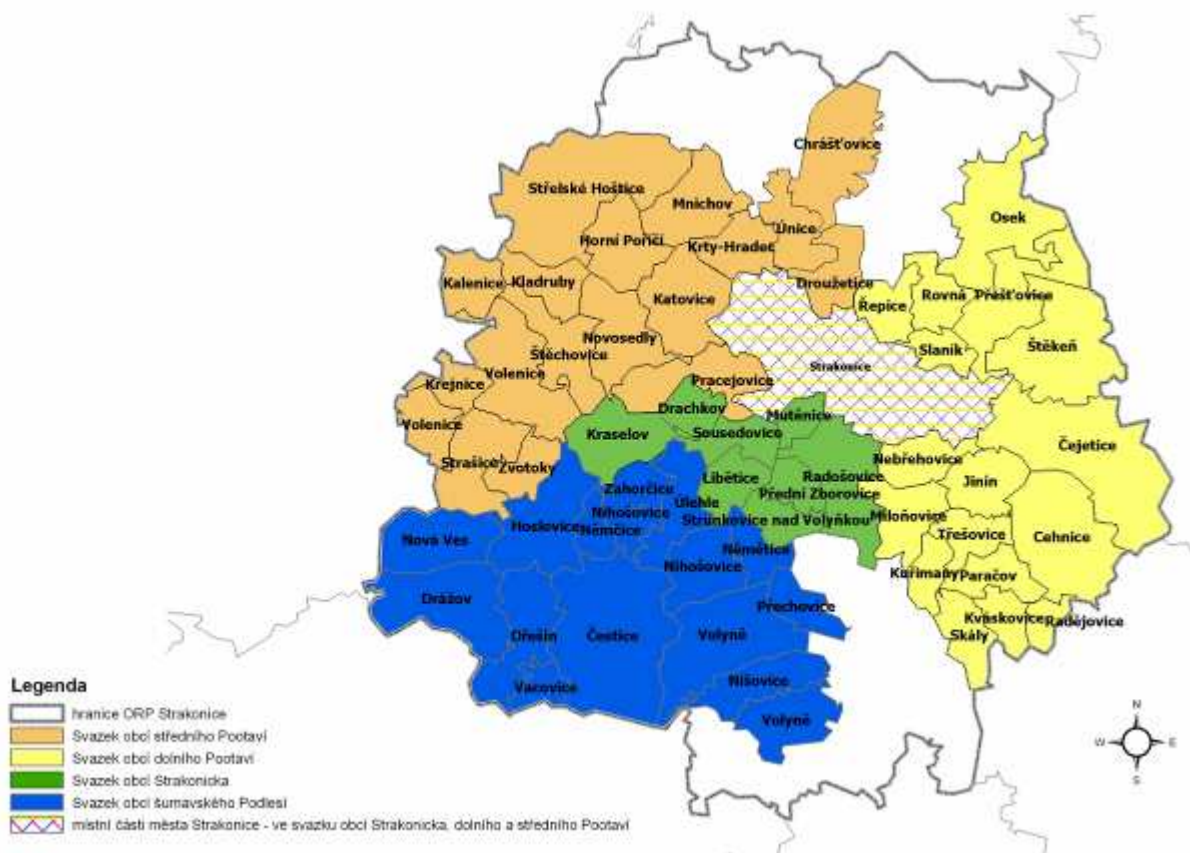 Chrášťovice
Střelské Hoštice
Mnichov
Osek
Únice
Horní Poříčí
Krty-Hradec
Kalenice
Kladruby
Droužetice
Katovice
Řepice
Rovná
Přešťovice
Novosedly
Slaník
Štěkeň
Štěchovice
Volenice
Strakonice
Krejnice
Pracejovice
Drachkov
Mutěnice
Volenice
Kraselov
Sousedovice
Čejetice
Nebřehovice
Strašice
Zvotoky
Libětice
Radošovice
Jinín
Zahorčice
Přední Zborovice
Úlehle
Nihošovice
Miloňovice
Hoslovice
Němčice
Strunkovice nad Volyňkou
Třešovice
Cehnice
Nová Ves
Němětice
Nihošovice
Kuřimany
Paračov
Drážov
Přechovice
Kváskovice
Radějovice
Dřešín
Čestice
Volyně
Skály
Vacovice
Nišovice
Volyně
Legenda
hranice ORP Strakonice
Svazek obcí středního Pootaví
Svazek obcí dolního Pootaví
Svazek obcí Strakonicka
Svazek obcí šumavského Podlesí
místní části města Strakonice - ve svazku obcí Strakonicka, dolního a středního Pootaví
N
W
E
S